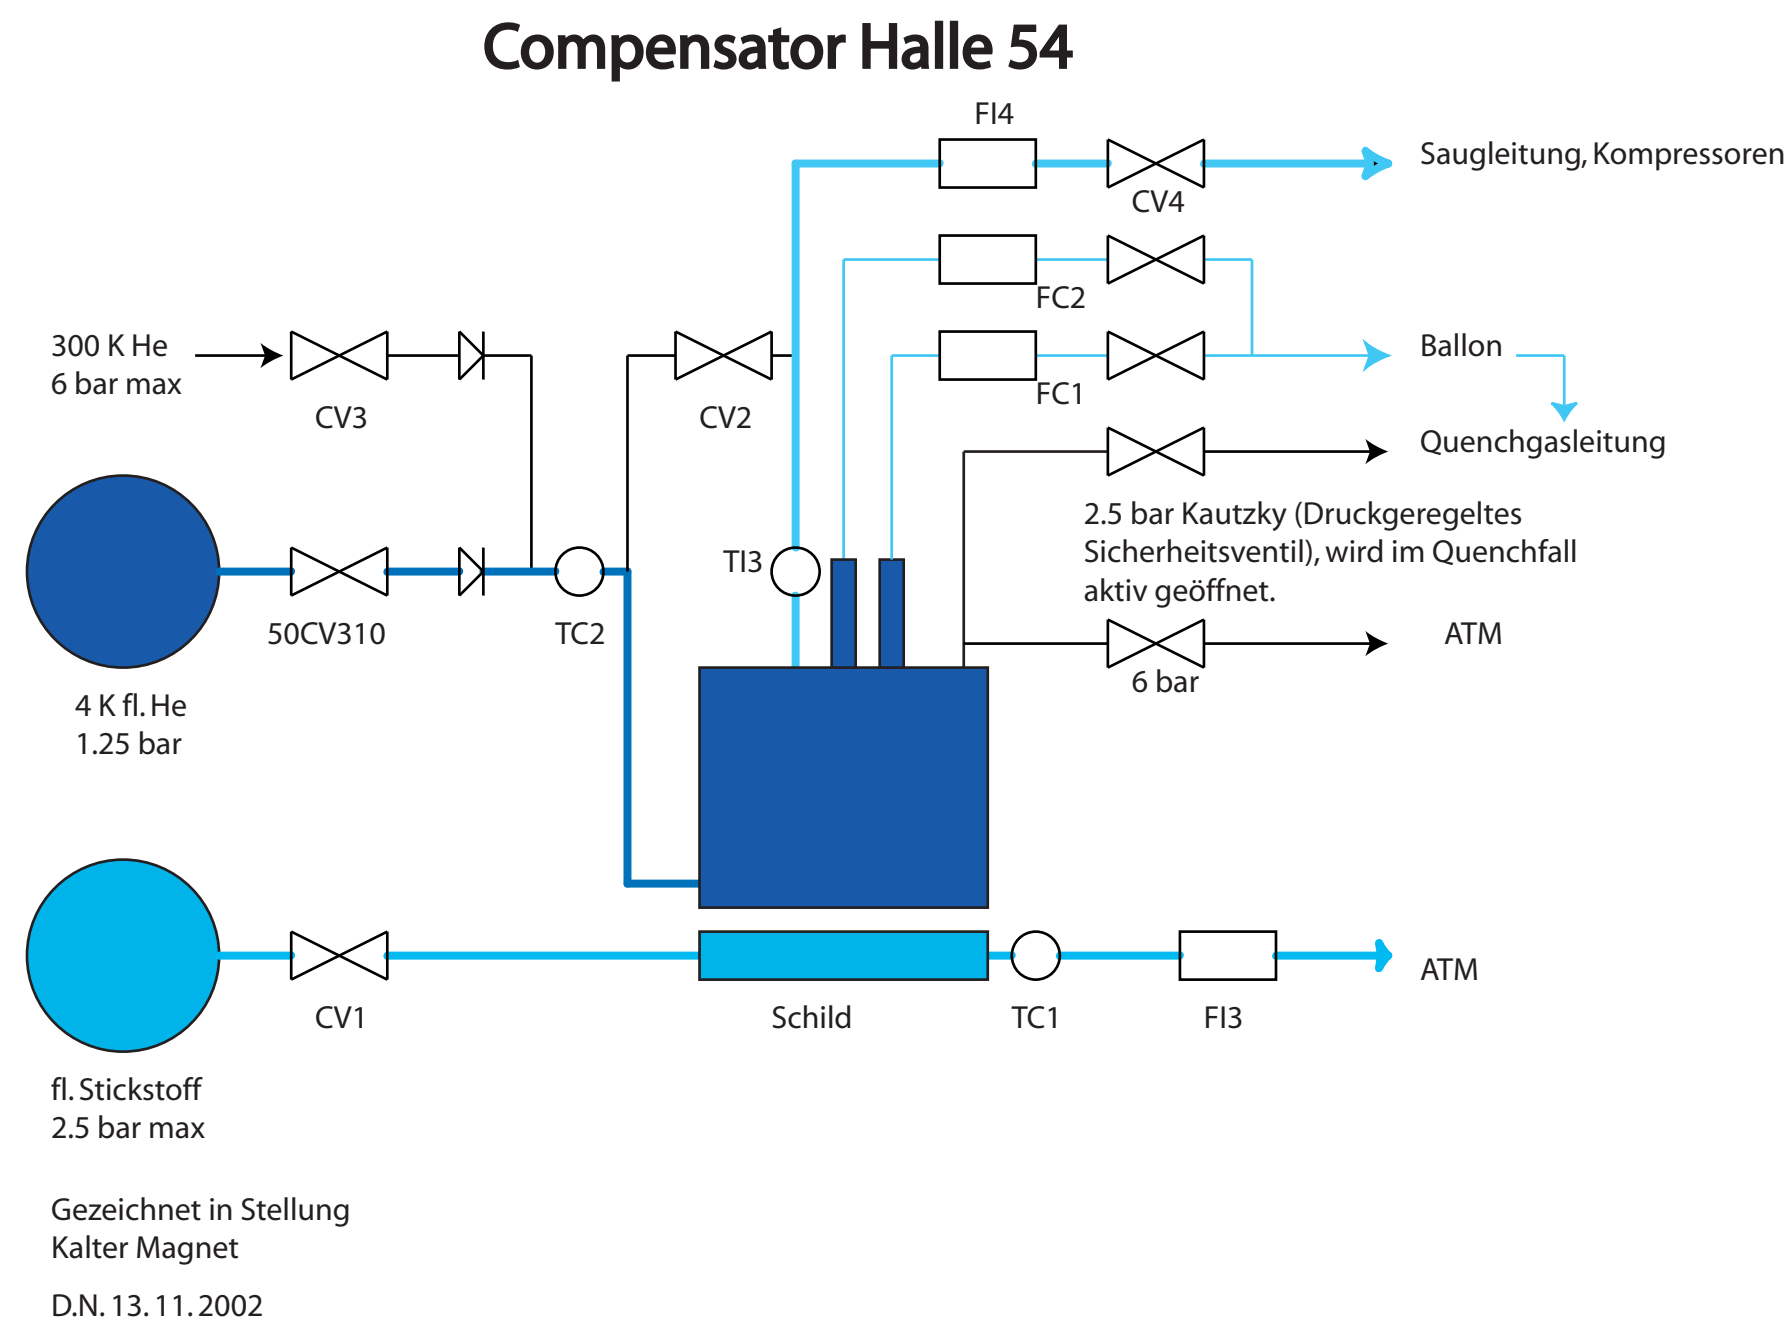 Compensator Halle 54
FI4
Saugleitung, Kompressoren
CV4
FC2
300 K He
6 bar max
Ballon
FC1
CV3
CV2
Quenchgasleitung
2.5 bar Kautzky (Druckgeregeltes
Sicherheitsventil), wird im Quenchfall
aktiv geöffnet.
TI3
50CV310
TC2
ATM
6 bar
4 K fl. He
1.25 bar
ATM
CV1
Schild
TC1
FI3
fl. Stickstoff
2.5 bar max
Gezeichnet in Stellung
Kalter Magnet
D.N. 13. 11. 2002